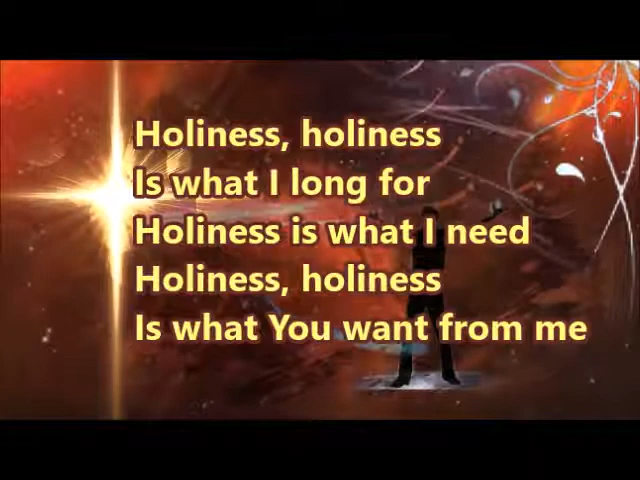 Holiness, holiness
Is what I long for
Holiness is what I need
Holiness, holiness
Is what You want from me